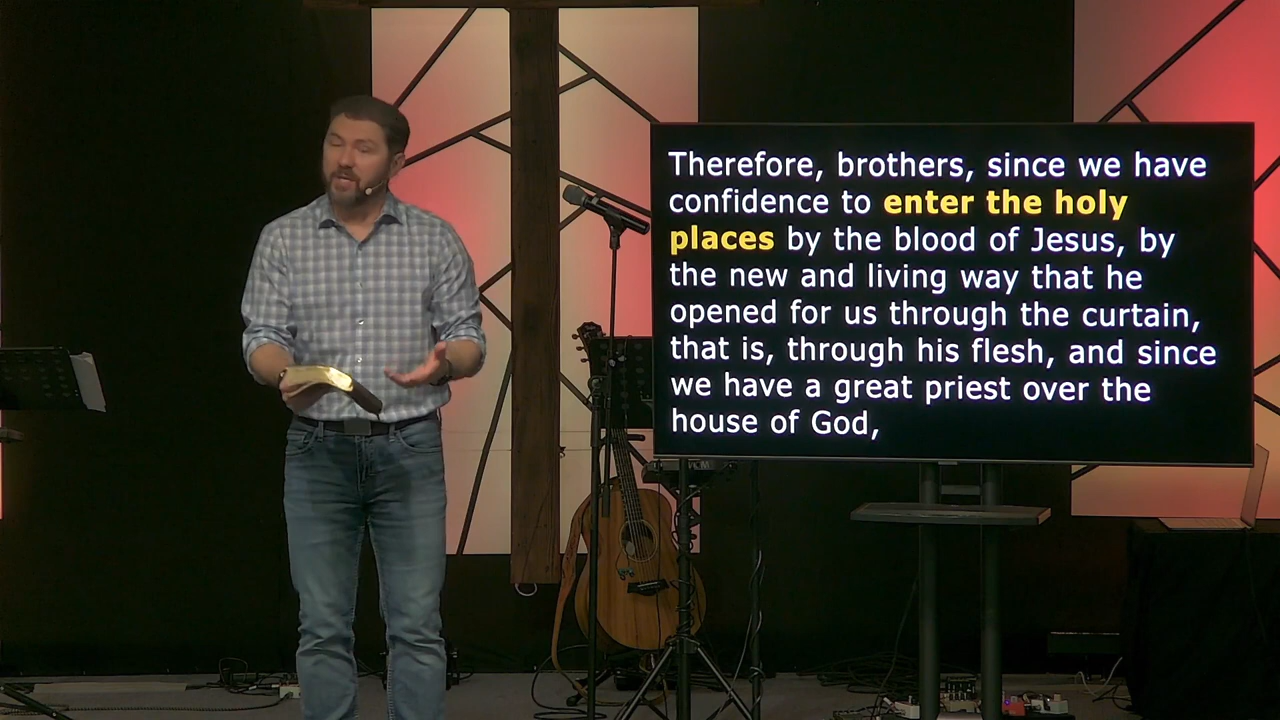 Therefore, brothers, since we have
confidence to enter the holy
places by the blood of Jesus, by
the new and living way that he
opened for us through the curtain,
that is, through his flesh, and since
we have a great priest over the
house of God,